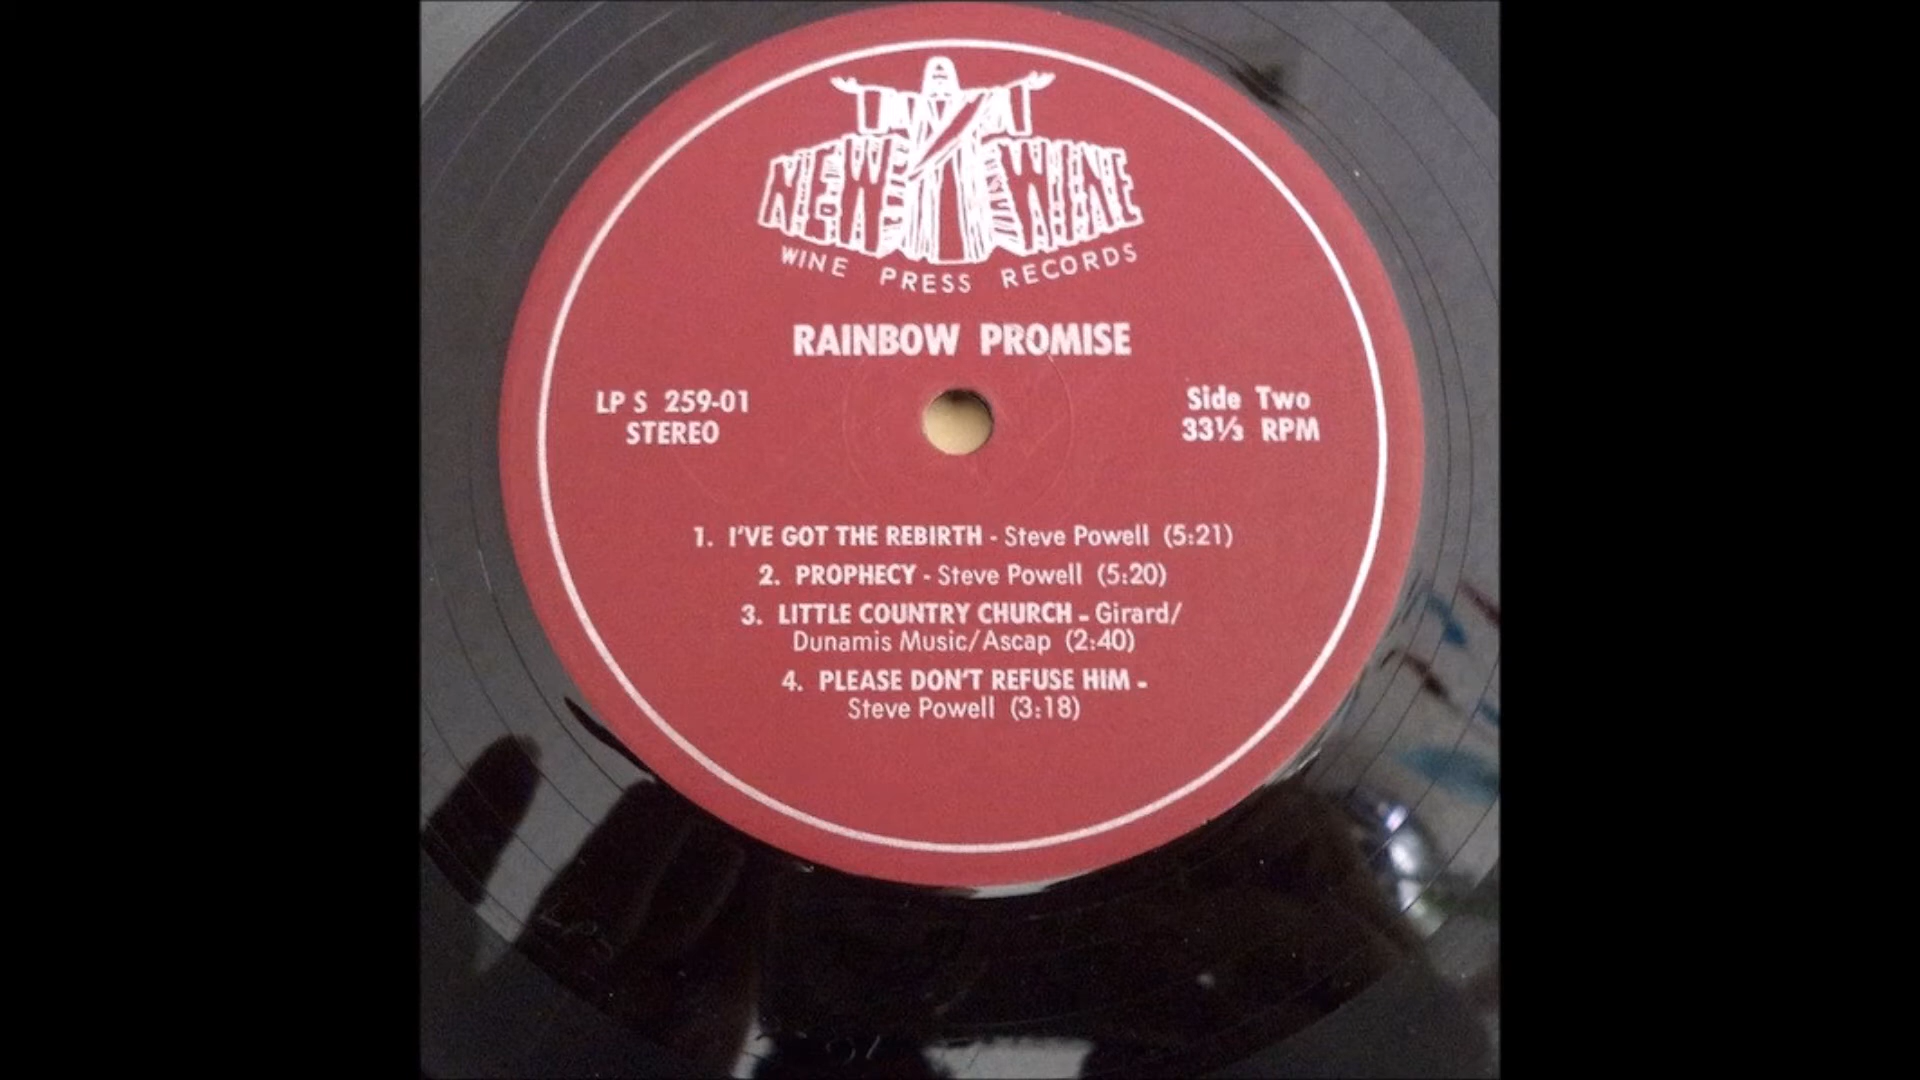 NEW WINE
WINE PRESS RECORDS
RAINBOW PROMISE
LP S 259-01
STEREO
Side Two
33⅓ RPM
1. I'VE GOT THE REBIRTH - Steve Powell (5:21)
2. PROPHECY - Steve Powell (5:20)
3. LITTLE COUNTRY CHURCH - Girard/
Dunamis Music/Ascap (2:40)
4. PLEASE DON'T REFUSE HIM -
Steve Powell (3:18)